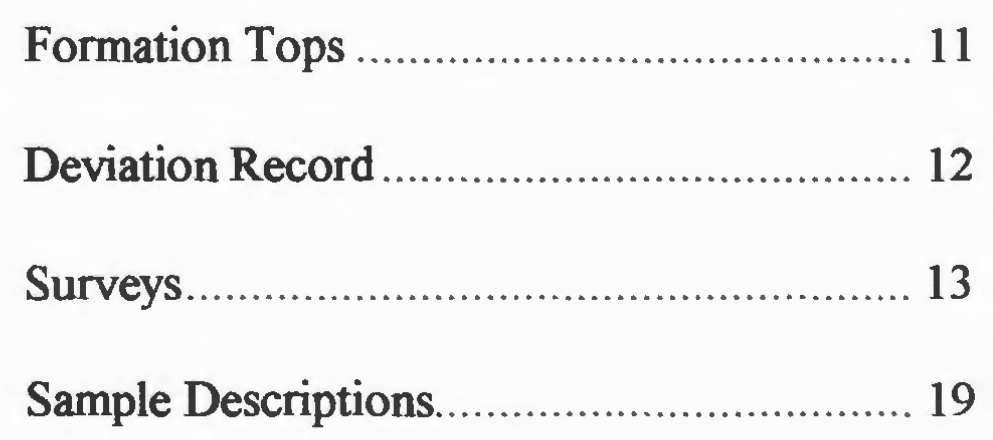 Formation Tops ............................................ 11
Deviation Record .......................................... 12
Surveys .......................................................... 13
Sample Descriptions ...................................... 19